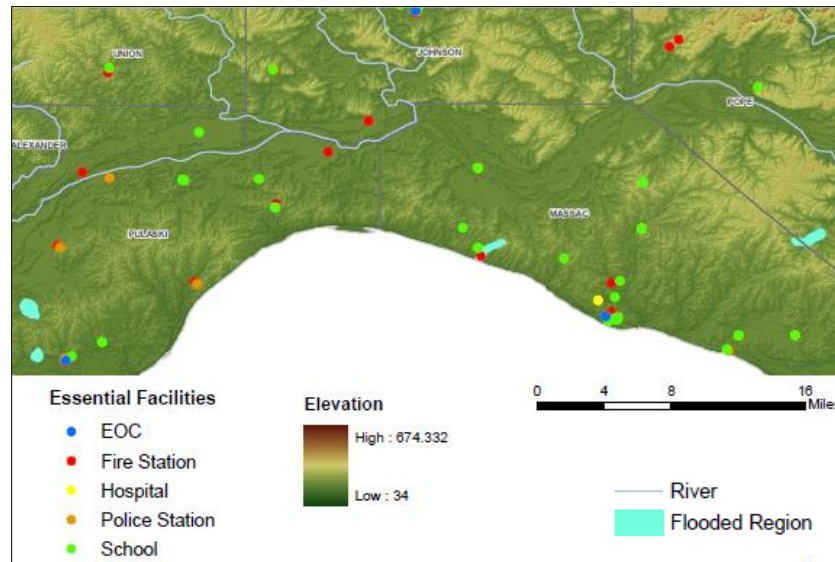 UNION
JOHNSON
POPE
ALEXANDER
MASSAC
PULASKI
Essential Facilities
EOC
Fire Station
Hospital
Police Station
School
Elevation
High : 674.332
Low : 34
0 4 8 16
Miles
River
Flooded Region